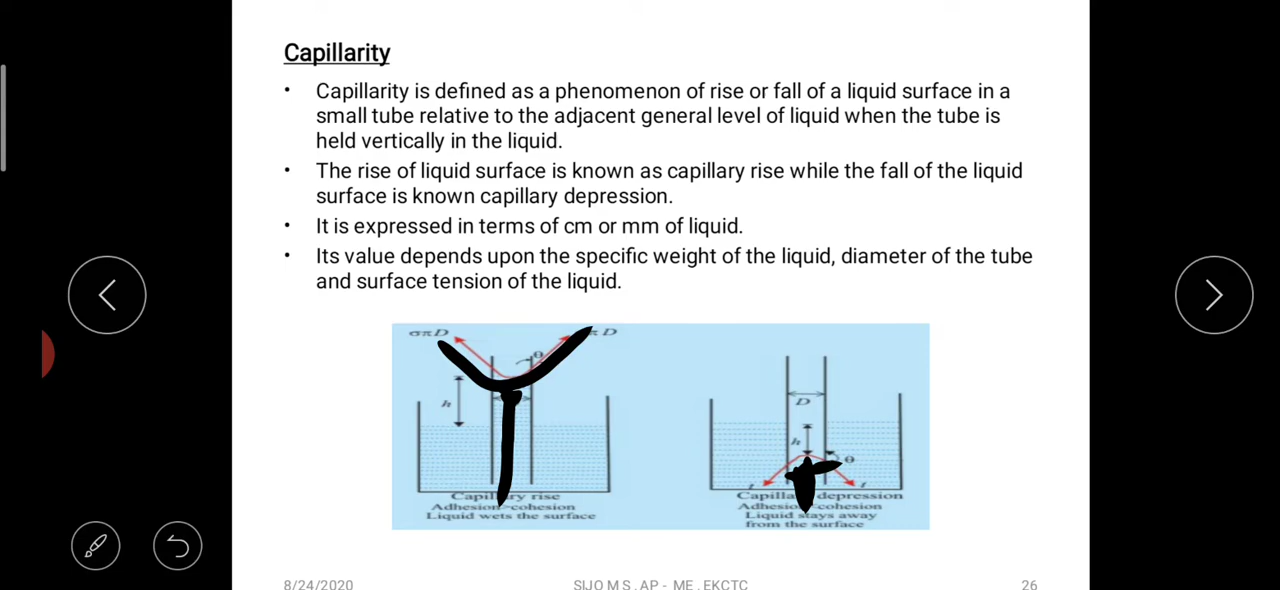 Capillarity
• Capillarity is defined as a phenomenon of rise or fall of a liquid surface in a
small tube relative to the adjacent general level of liquid when the tube is
held vertically in the liquid.
• The rise of liquid surface is known as capillary rise while the fall of the liquid
surface is known capillary depression.
• It is expressed in terms of cm or mm of liquid.
• Its value depends upon the specific weight of the liquid, diameter of the tube
and surface tension of the liquid.
σπD
π D
θ
h
D
h
θ
rise
cohesion
Liquid wets the surface
depression
cohesion
Liquid stays away
from the surface
8/24/2020 SIJO M S , AP - ME , EKCTC 26